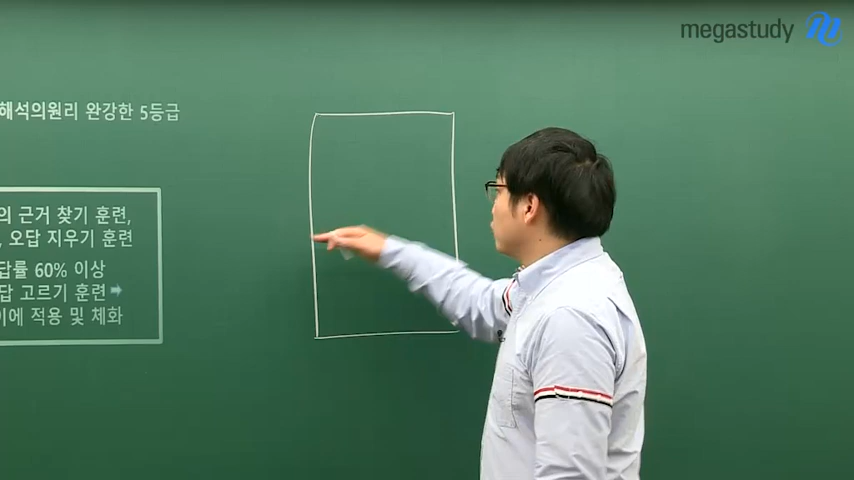 megastudy
해석의원리 완강한 5등급
의 근거 찾기 훈련,
, 오답 지우기 훈련
답률 60% 이상
답 고르기 훈련 ➡
이에 적용 및 체화